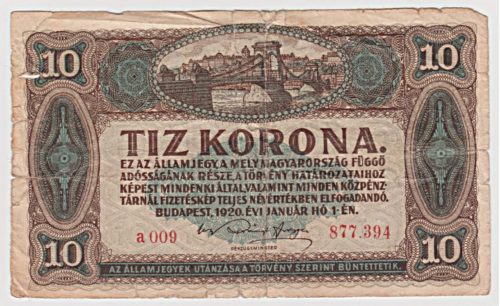 10 10
TIZ KORONA.
EZ AZ ÁLLAMJEGY, A MELY MAGYARORSZÁG FÜGGŐ
ADÓSSÁGÁNAK RÉSZE, A TÖRVÉNY HATÁROZATAIHOZ
KÉPEST MINDENKI ÁLTAL, VALAMINT MINDEN KÖZPÉNZ-
TÁRNÁL FIZETÉSKÉP TELJES NÉVÉRTÉKBEN ELFOGADANDÓ.
BUDAPEST, 1920. ÉVI JANUÁR HÓ 1-ÉN.
a 009 877.394
PÉNZÜGYMINISTER
10 10
AZ ÁLLAMJEGYEK UTÁNZÁSA A TÖRVÉNY SZERINT BÜNTETTETIK.